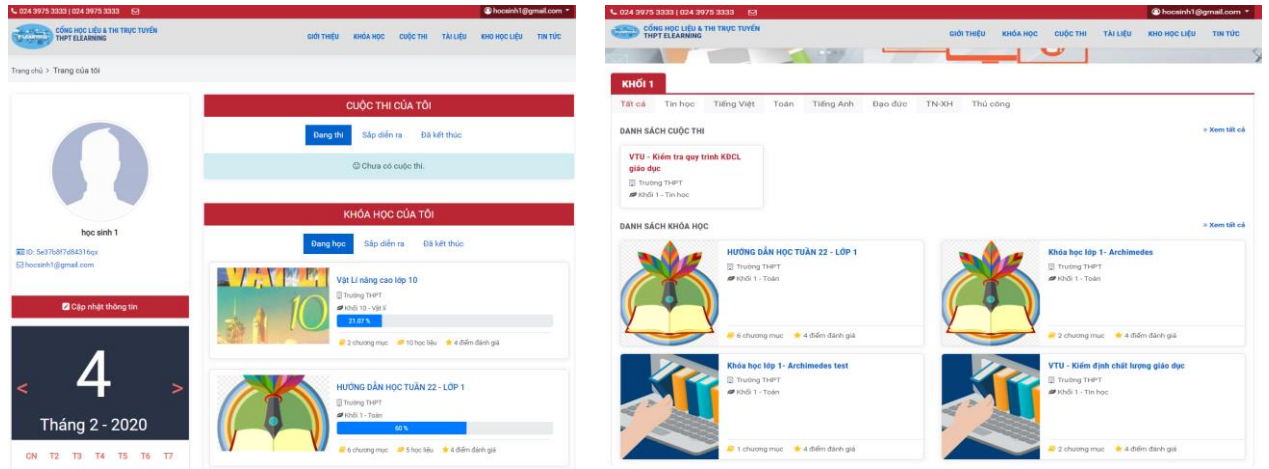 024 3975 3333 | 024 3975 3333
hocsinh1@gmail.com
CỔNG HỌC LIỆU & THI TRỰC TUYẾN
THPT ELEARNING
GIỚI THIỆU KHÓA HỌC CUỘC THI TÀI LIỆU KHO HỌC LIỆU TIN TỨC
Trang chủ > Trang của tôi
học sinh 1
ID: 5e37b8f7d84316qx
hocsinh1@gmail.com
Cập nhật thông tin
< 4 >
Tháng 2 - 2020
CN T2 T3 T4 T5 T6 T7
CUỘC THI CỦA TÔI
Đang thi Sắp diễn ra Đã kết thúc
Chưa có cuộc thi.
KHÓA HỌC CỦA TÔI
Đang học Sắp diễn ra Đã kết thúc
VẬT LÍ
10
Vật Lí nâng cao lớp 10
Trường THPT
Khối 10 - Vật lí
21.07 %
2 chương mục 10 học liệu 4 điểm đánh giá
HƯỚNG DẪN HỌC TUẦN 22 - LỚP 1
Trường THPT
Khối 1 - Toán
60 %
6 chương mục 5 học liệu 4 điểm đánh giá
024 3975 3333 | 024 3975 3333
hocsinh1@gmail.com
CỔNG HỌC LIỆU & THI TRỰC TUYẾN
THPT ELEARNING
GIỚI THIỆU KHÓA HỌC CUỘC THI TÀI LIỆU KHO HỌC LIỆU TIN TỨC
KHỐI 1
Tất cả Tin học Tiếng Việt Toán Tiếng Anh Đạo đức TN-XH Thủ công
DANH SÁCH CUỘC THI
» Xem tất cả
VTU - Kiểm tra quy trình KĐCL
giáo dục
Trường THPT
Khối 1 - Tin học
DANH SÁCH KHÓA HỌC
» Xem tất cả
HƯỚNG DẪN HỌC TUẦN 22 - LỚP 1
Trường THPT
Khối 1 - Toán
6 chương mục 4 điểm đánh giá
Khóa học lớp 1- Archimedes
Trường THPT
Khối 1 - Toán
2 chương mục 4 điểm đánh giá
Khóa học lớp 1- Archimedes test
Trường THPT
Khối 1 - Toán
1 chương mục 4 điểm đánh giá
VTU - Kiểm định chất lượng giáo dục
Trường THPT
Khối 1 - Tin học
2 chương mục 4 điểm đánh giá